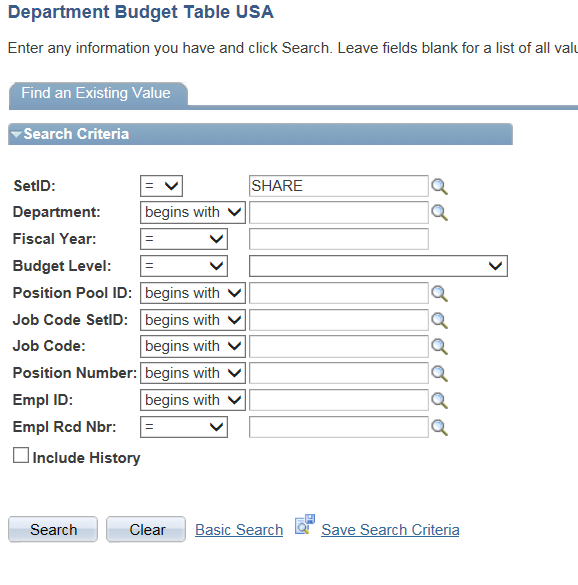 Department Budget Table USA
Enter any information you have and click Search. Leave fields blank for a list of all
Find an Existing Value
Search Criteria
SetID: = SHARE
Department: begins with
Fiscal Year: =
Budget Level: =
Position Pool ID: begins with
Job Code SetID: begins with
Job Code: begins with
Position Number: begins with
Empl ID: begins with
Empl Rcd Nbr: =
Include History
Search Clear Basic Search Save Search Criteria